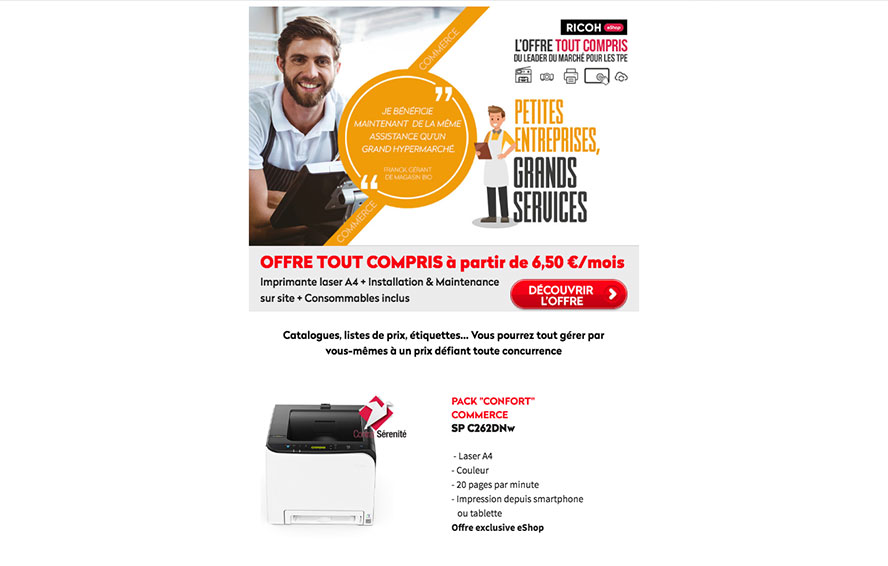 COMMERCE
JE BÉNÉFICIE
MAINTENANT DE LA MÊME
ASSISTANCE QU'UN
GRAND HYPERMARCHÉ.
FRANCK GÉRANT
DE MAGASIN BIO
COMMERCE
RICOH eShop
L'OFFRE TOUT COMPRIS
DU LEADER DU MARCHÉ POUR LES TPE
PETITES
ENTREPRISES,
GRANDS
SERVICES
OFFRE TOUT COMPRIS à partir de 6,50 €/mois
Imprimante laser A4 + Installation & Maintenance
sur site + Consommables inclus
DÉCOUVRIR
L'OFFRE
Catalogues, listes de prix, étiquettes... Vous pourrez tout gérer par
vous-mêmes à un prix défiant toute concurrence
Sérénité
PACK "CONFORT"
COMMERCE
SP C262DNw
- Laser A4
- Couleur
- 20 pages par minute
- Impression depuis smartphone
ou tablette
Offre exclusive eShop